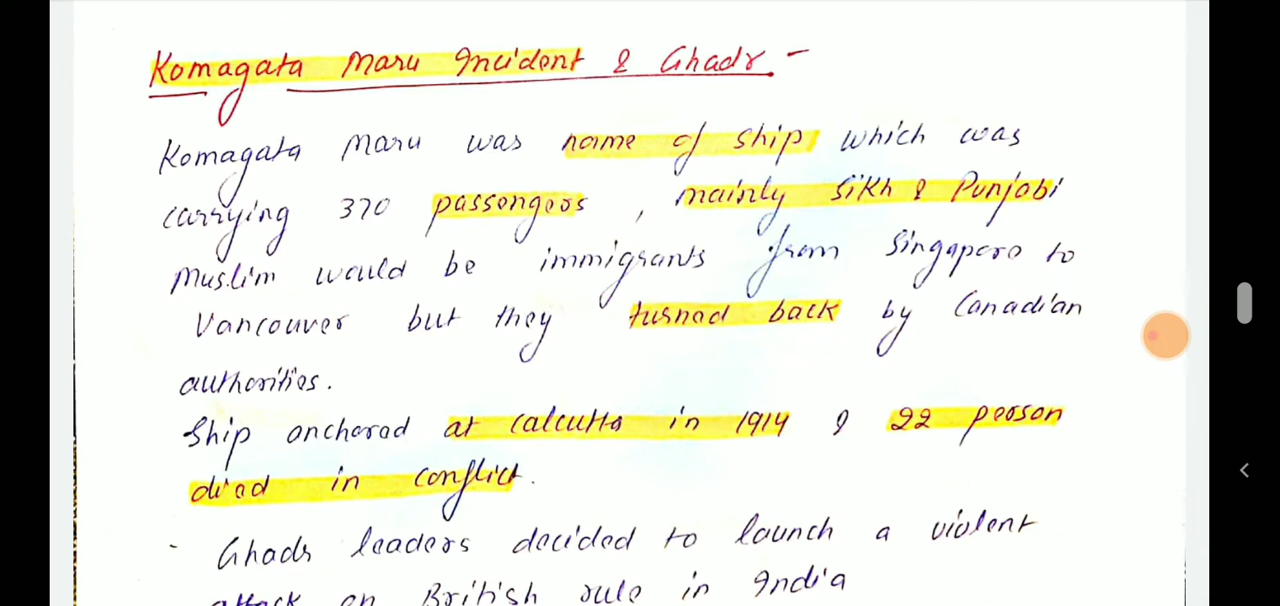 Komagata Maru Incident & Ghadr -
Komagata Maru was name of ship which was
carrying 370 passengers, mainly Sikh & Punjabi
Muslim would be immigrants from Singapore to
Vancouver but they turnad back by Canadian
authorities.
Ship anchored at Calcutta in 1914 & 22 person
died in conflict.
- Ghadr leaders decided to launch a violent
attack on British rule in India